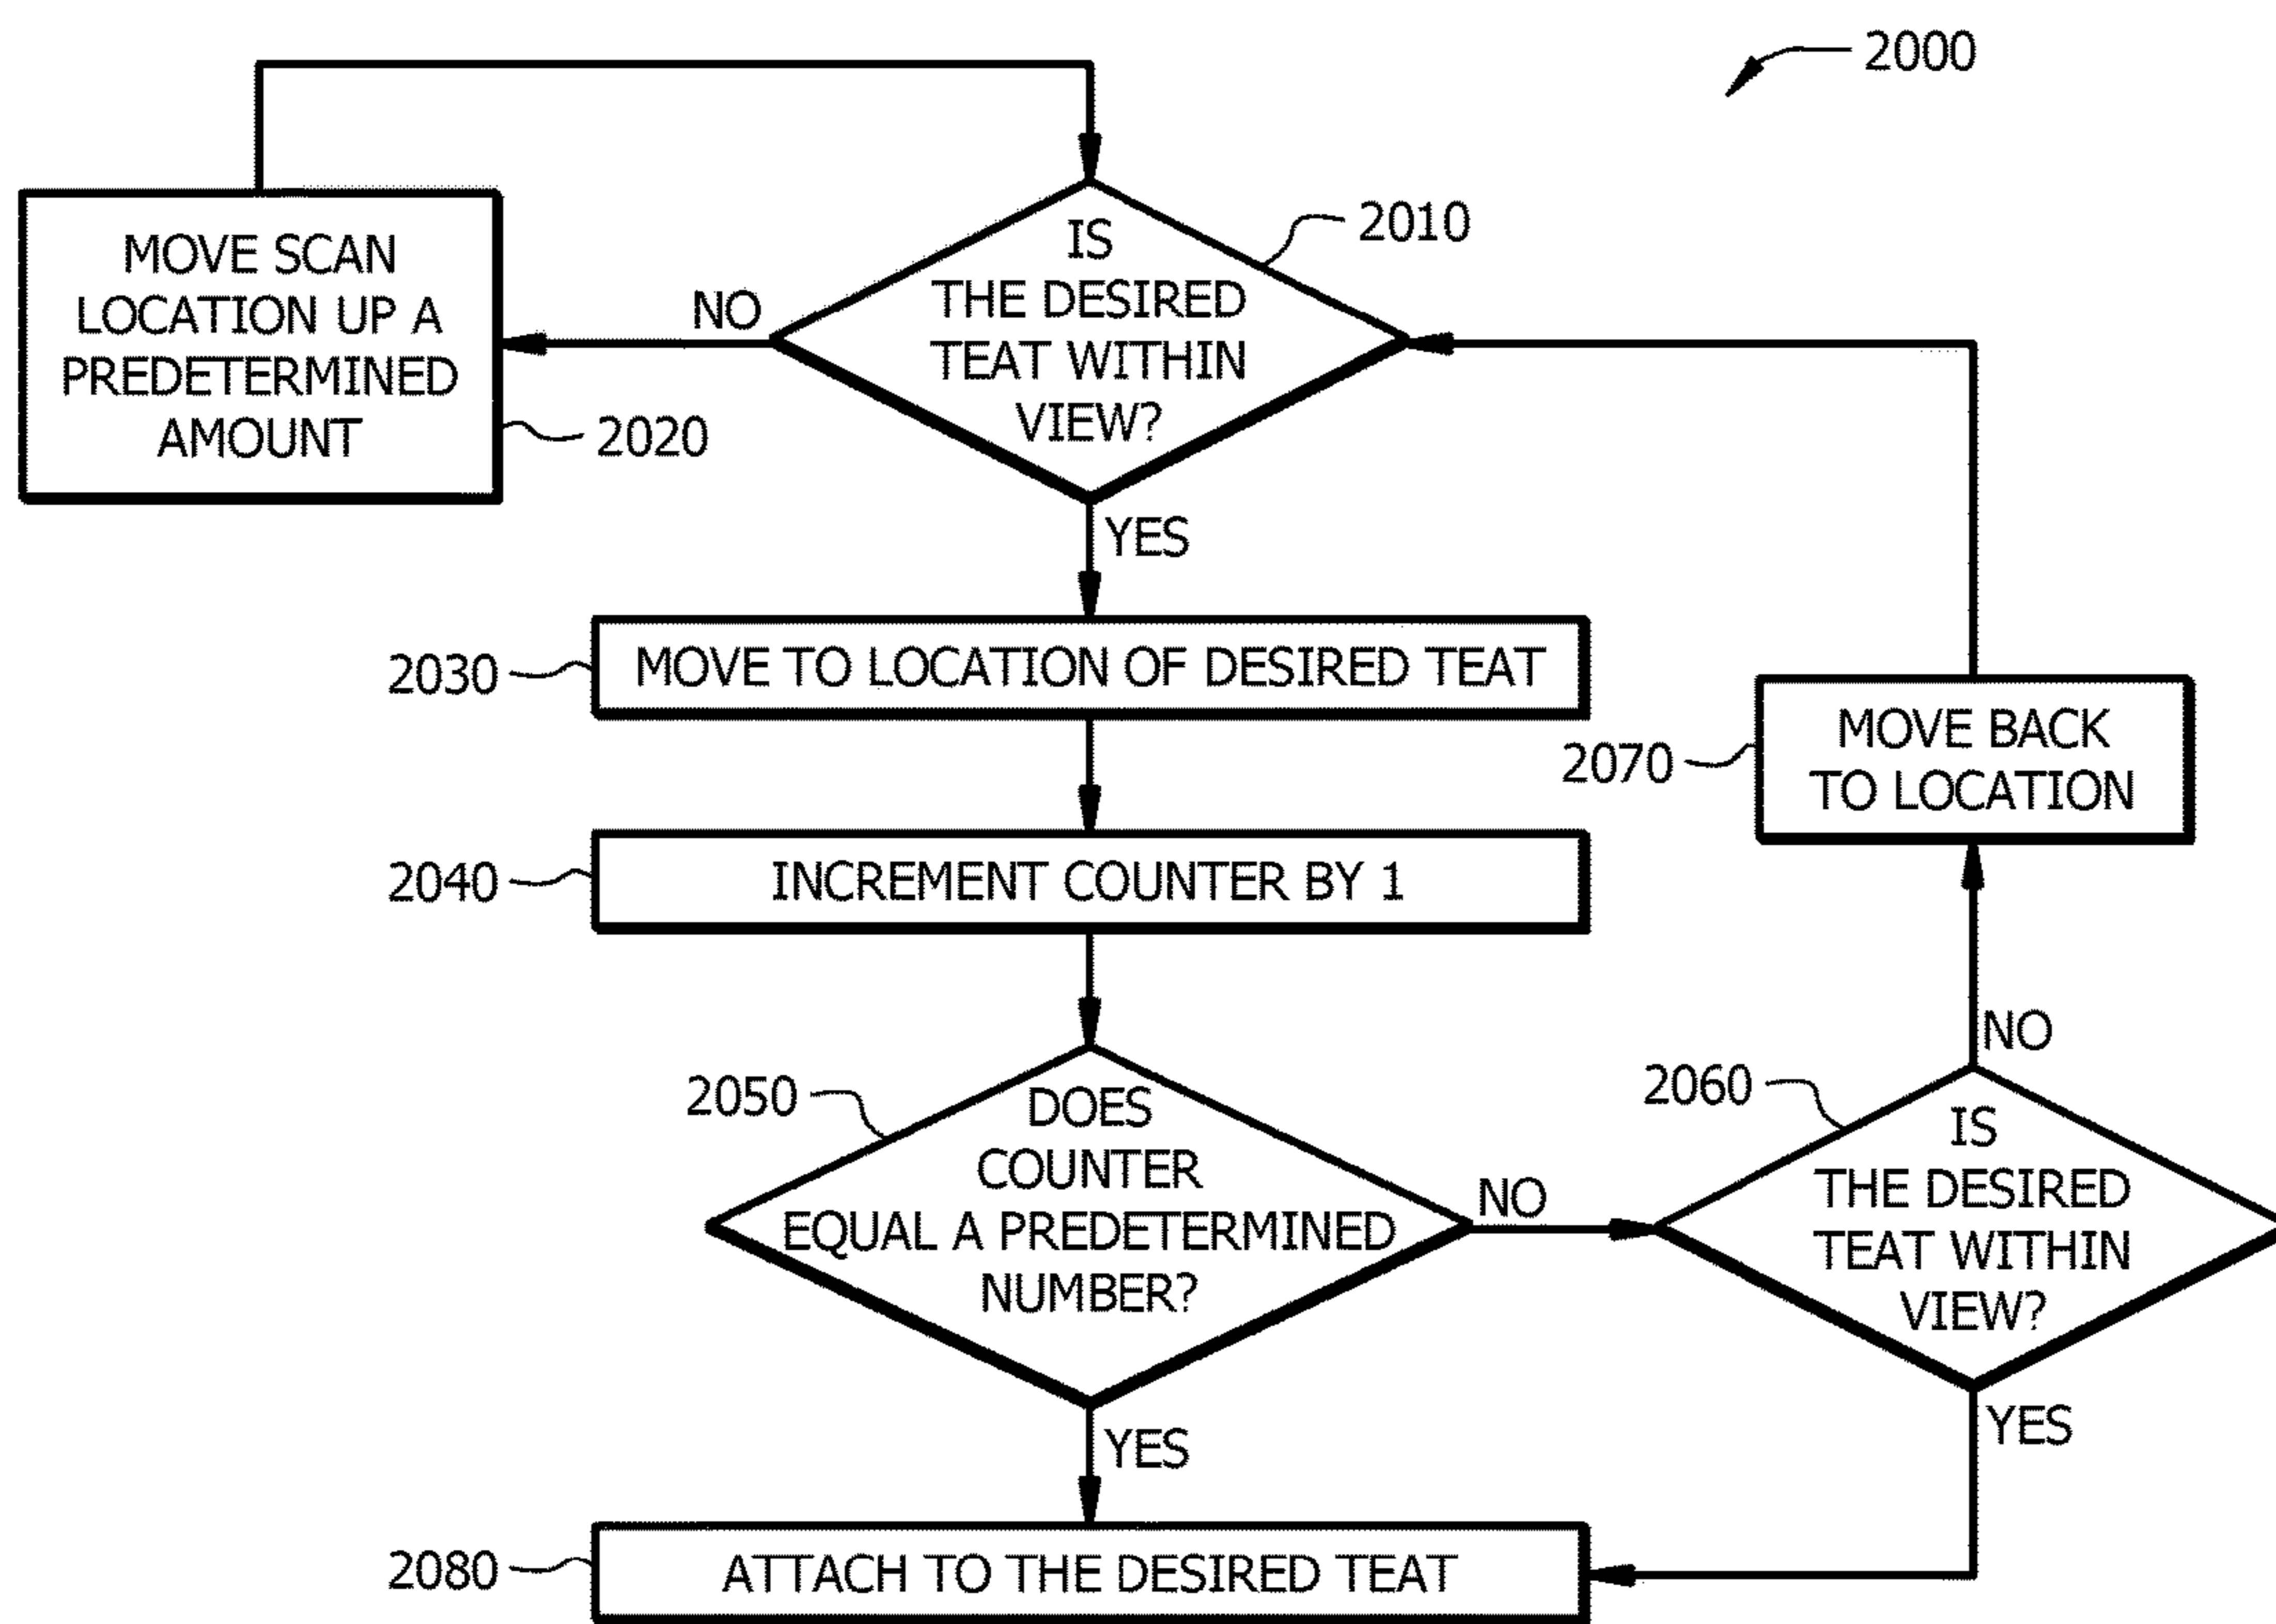 2000
MOVE SCAN
LOCATION UP A
PREDETERMINED
AMOUNT
2020
NO
IS
THE DESIRED
TEAT WITHIN
VIEW?
2010
YES
2030
MOVE TO LOCATION OF DESIRED TEAT
2040
INCREMENT COUNTER BY 1
2070
MOVE BACK
TO LOCATION
2050
DOES
COUNTER
EQUAL A PREDETERMINED
NUMBER?
NO
2060
NO
IS
THE DESIRED
TEAT WITHIN
VIEW?
YES
YES
2080
ATTACH TO THE DESIRED TEAT